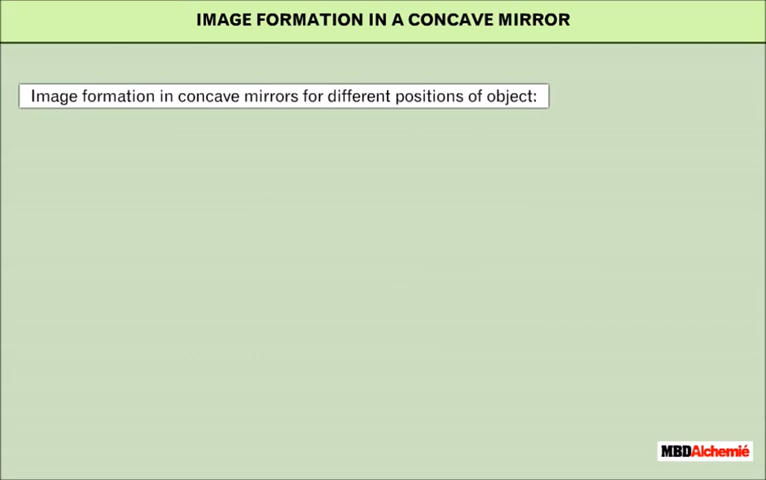 IMAGE FORMATION IN A CONCAVE MIRROR
Image formation in concave mirrors for different positions of object:
MBDAlchemié